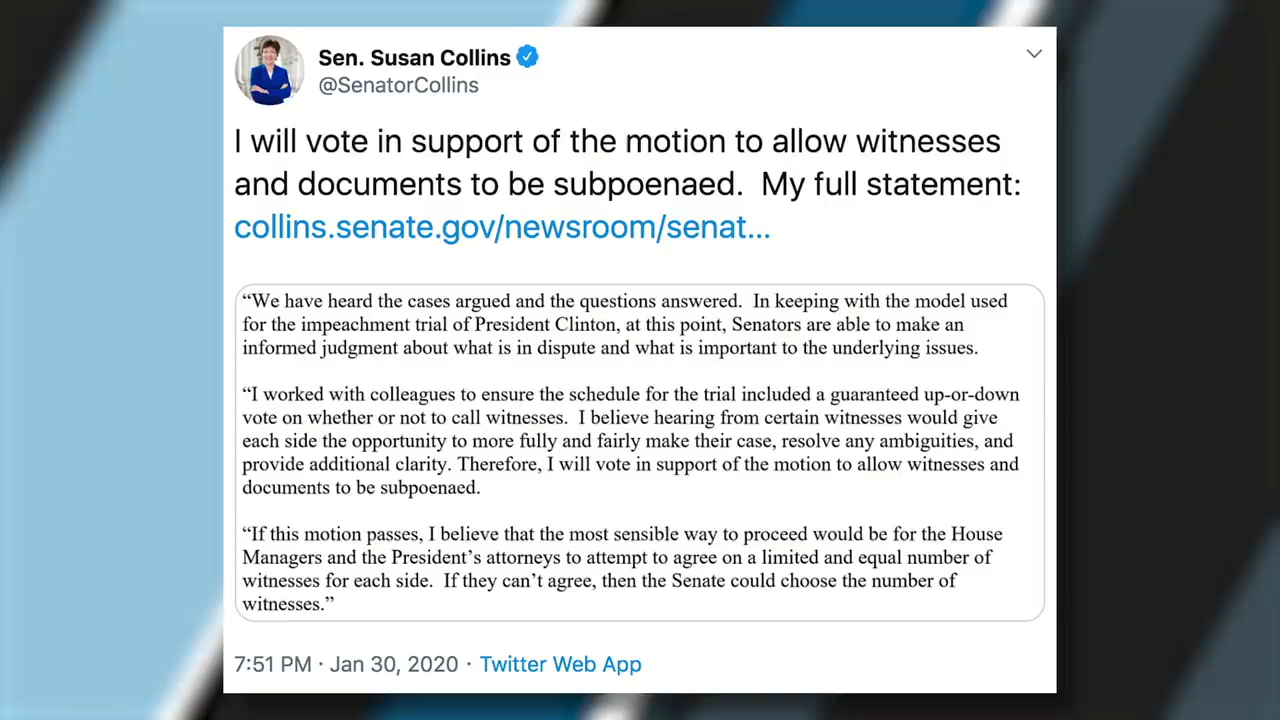 Sen. Susan Collins
@SenatorCollins
I will vote in support of the motion to allow witnesses
and documents to be subpoenaed.  My full statement:
collins.senate.gov/newsroom/senat...
“We have heard the cases argued and the questions answered.  In keeping with the model used
for the impeachment trial of President Clinton, at this point, Senators are able to make an
informed judgment about what is in dispute and what is important to the underlying issues.
“I worked with colleagues to ensure the schedule for the trial included a guaranteed up-or-down
vote on whether or not to call witnesses.  I believe hearing from certain witnesses would give
each side the opportunity to more fully and fairly make their case, resolve any ambiguities, and
provide additional clarity. Therefore, I will vote in support of the motion to allow witnesses and
documents to be subpoenaed.
“If this motion passes, I believe that the most sensible way to proceed would be for the House
Managers and the President’s attorneys to attempt to agree on a limited and equal number of
witnesses for each side.  If they can’t agree, then the Senate could choose the number of
witnesses.”
7:51 PM · Jan 30, 2020 · Twitter Web App